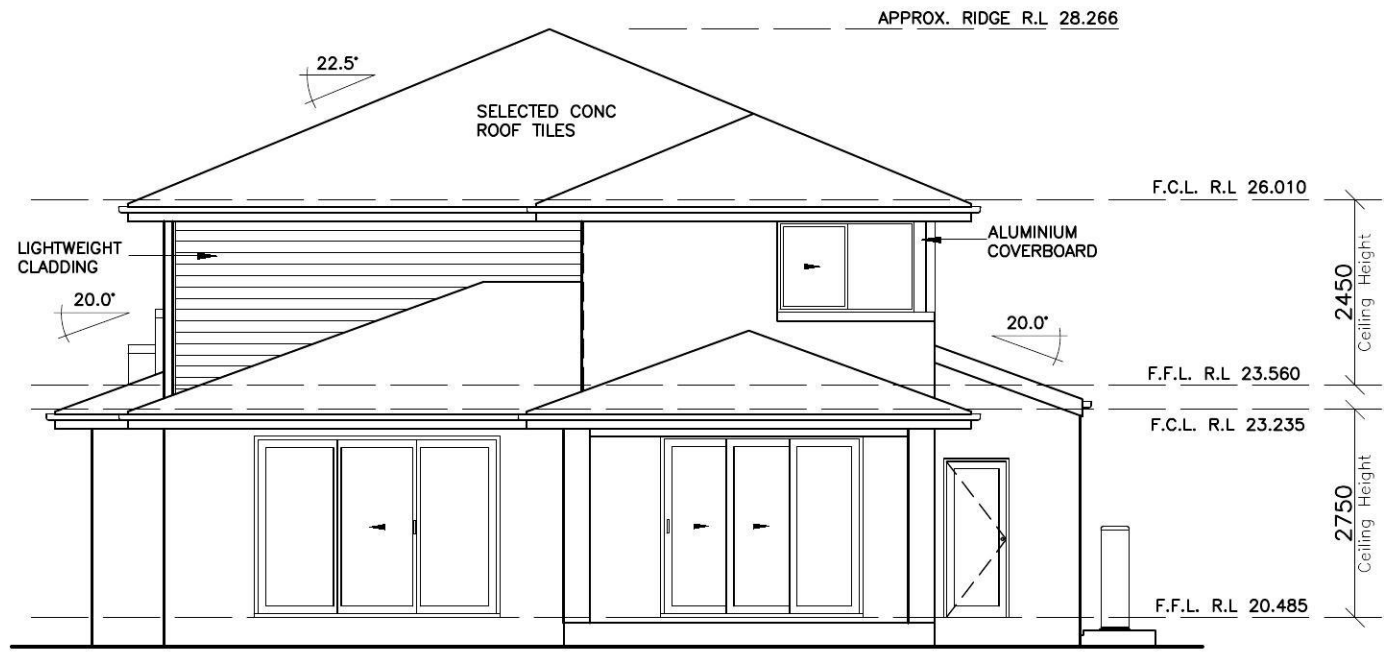 APPROX. RIDGE R.L 28.266
22.5°
SELECTED CONC
ROOF TILES
F.C.L. R.L 26.010
LIGHTWEIGHT
CLADDING
ALUMINIUM
COVERBOARD
2450
Ceiling Height
20.0°
20.0°
F.F.L. R.L 23.560
F.C.L. R.L 23.235
2750
Ceiling Height
F.F.L. R.L 20.485